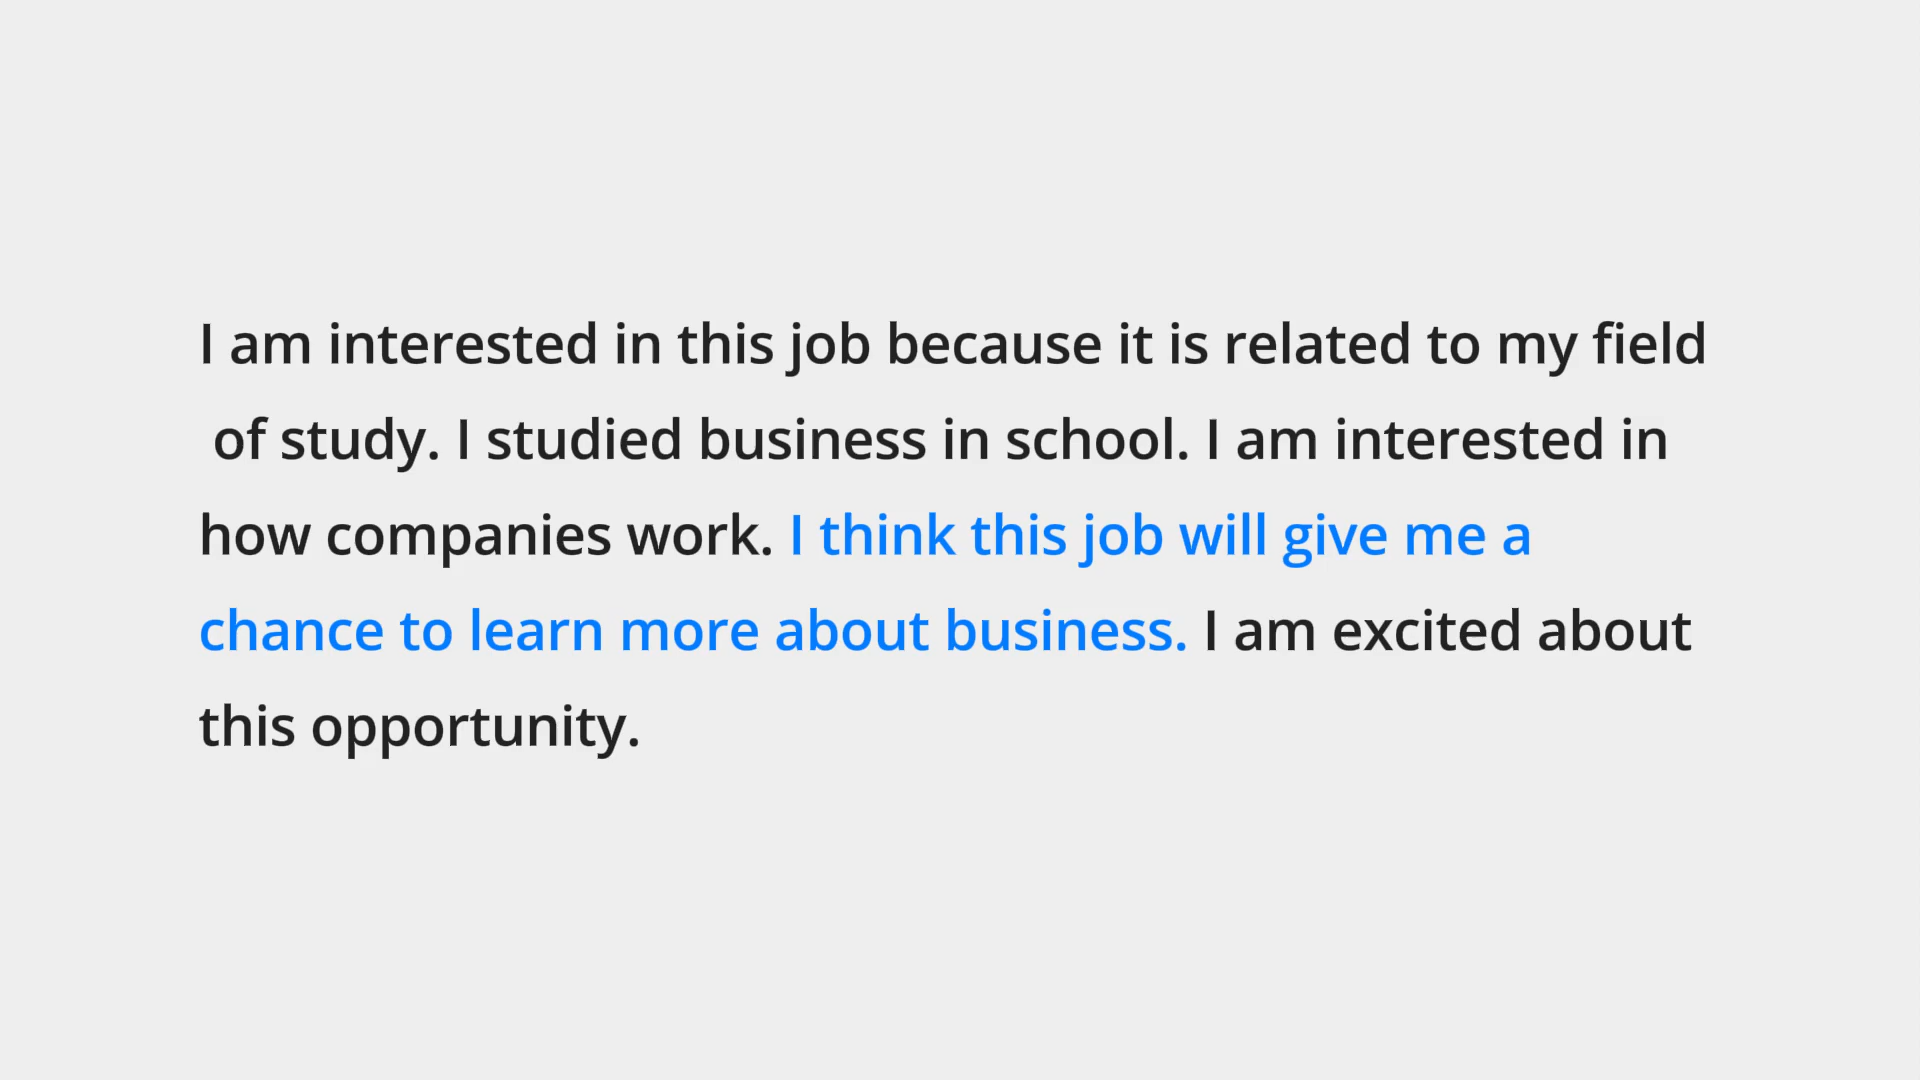 I am interested in this job because it is related to my field
of study. I studied business in school. I am interested in
how companies work. I think this job will give me a
chance to learn more about business. I am excited about
this opportunity.